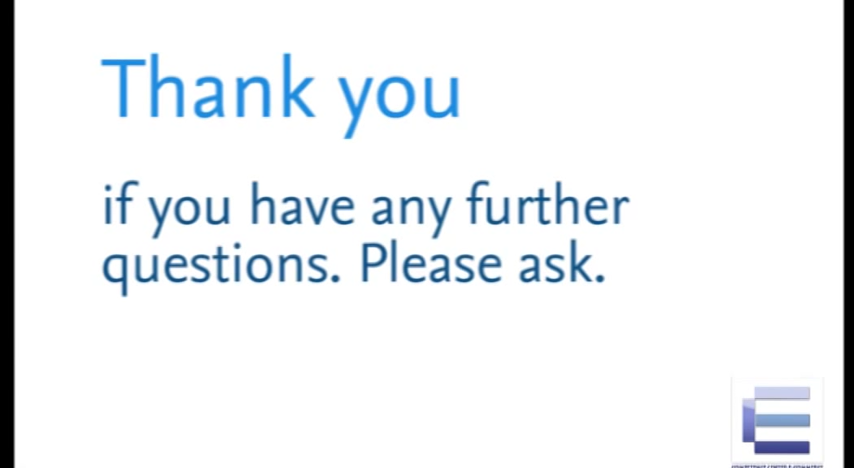 Thank you
if you have any further
questions. Please ask.